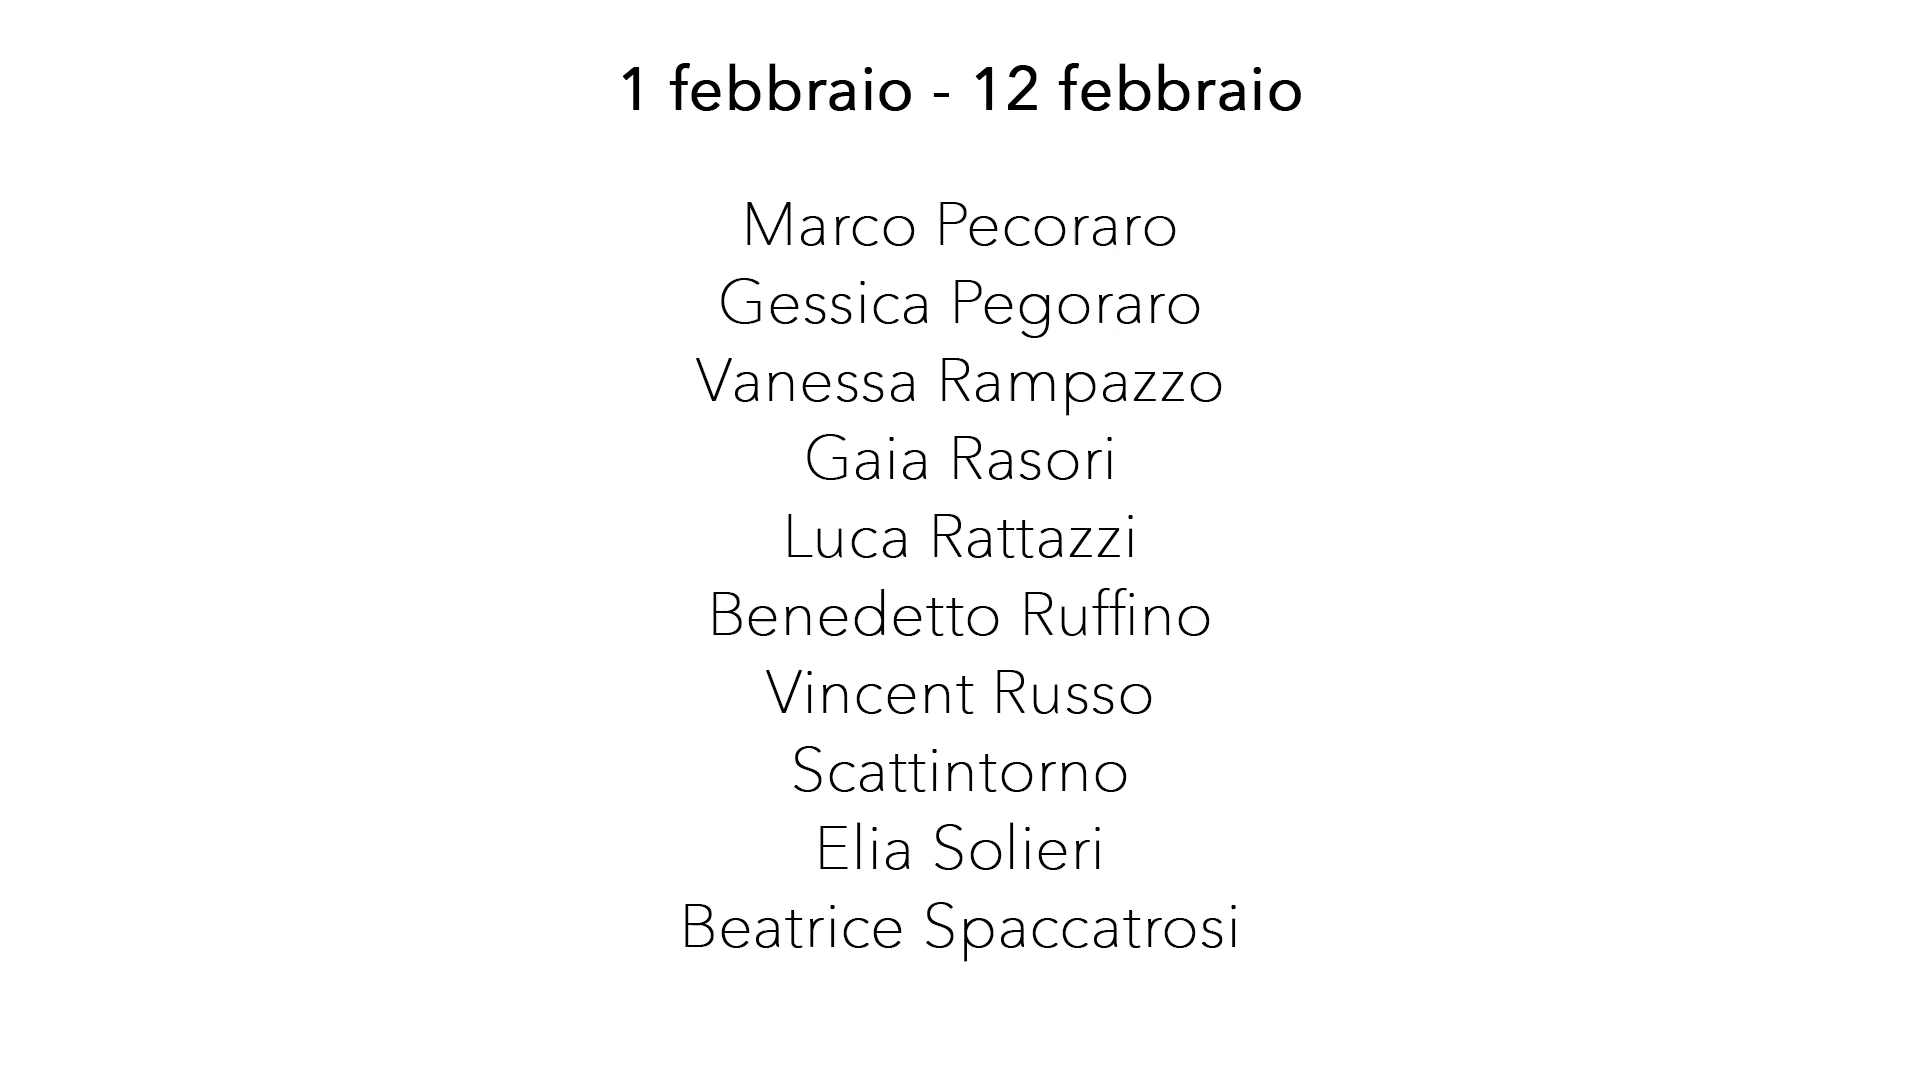 1 febbraio - 12 febbraio
Marco Pecoraro
Gessica Pegoraro
Vanessa Rampazzo
Gaia Rasori
Luca Rattazzi
Benedetto Ruffino
Vincent Russo
Scattintorno
Elia Solieri
Beatrice Spaccatrosi